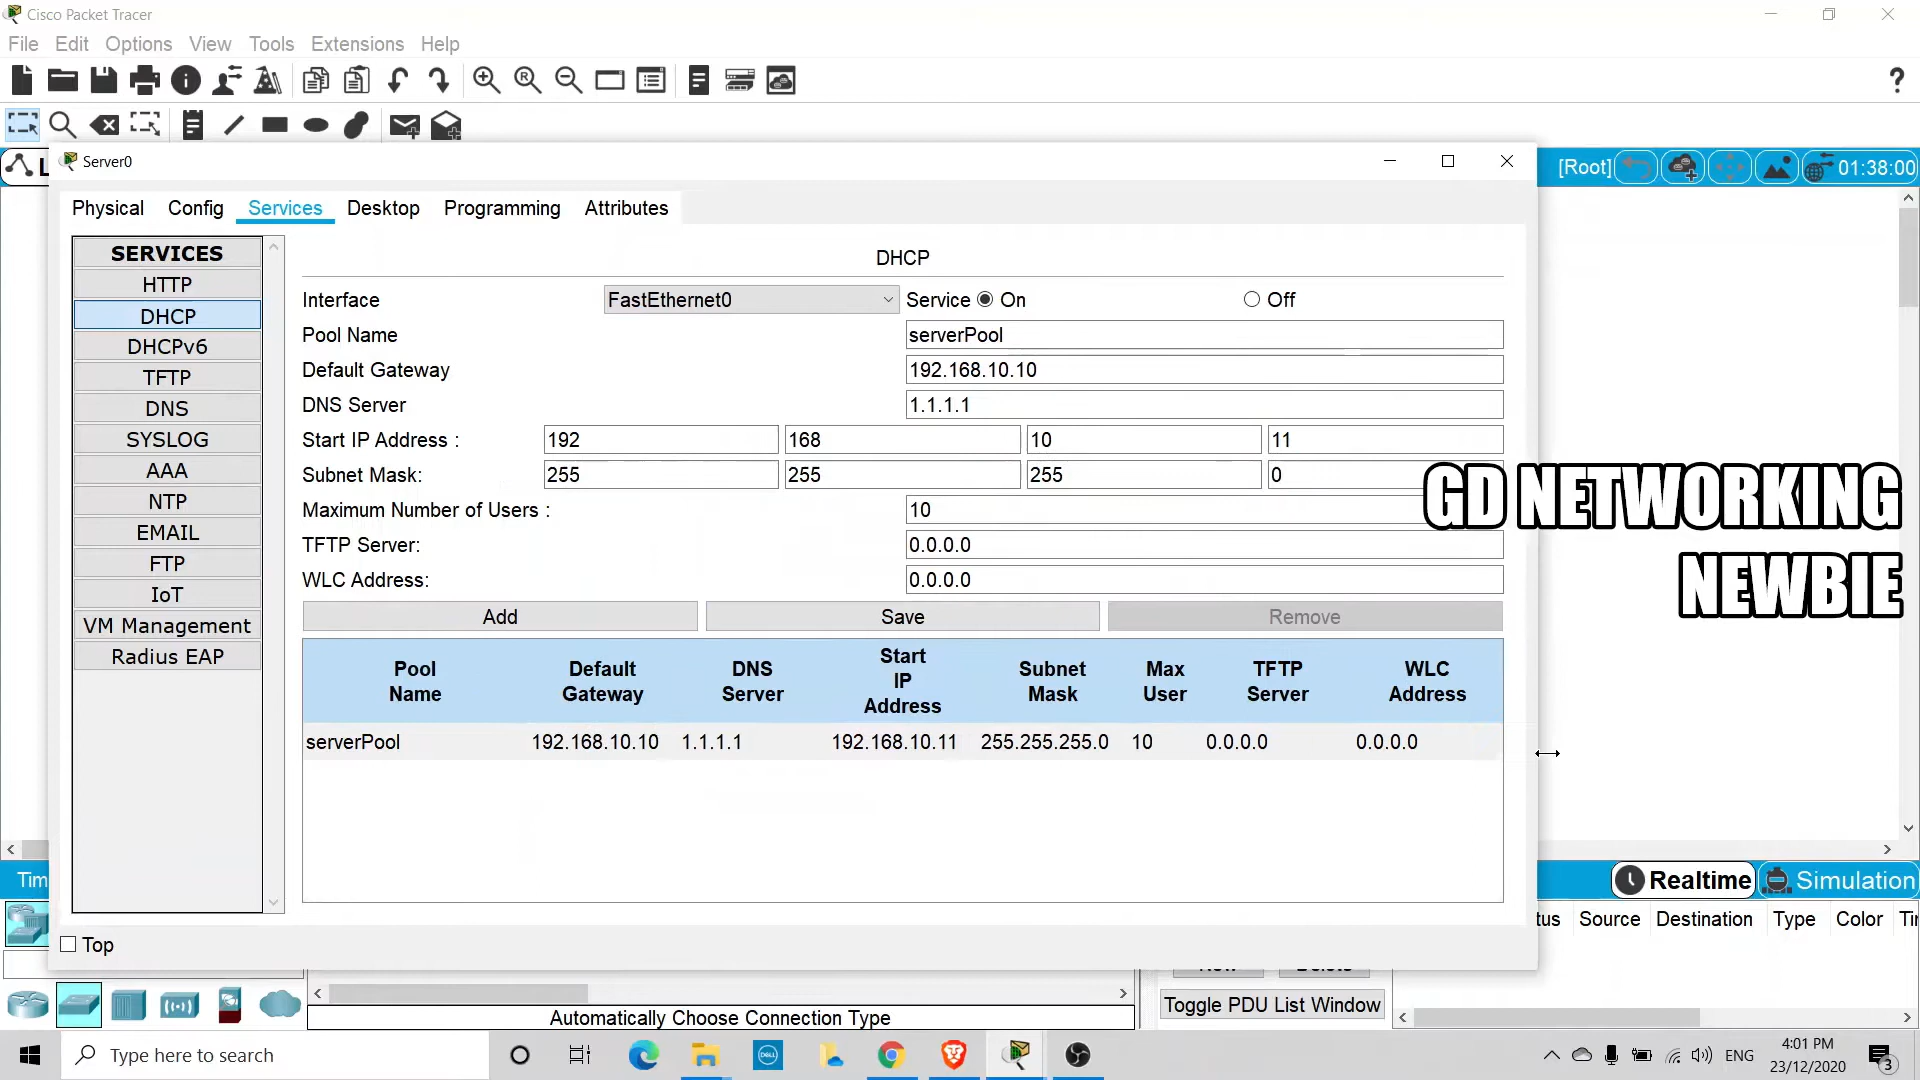 Cisco Packet Tracer
File Edit Options View Tools Extensions Help
Server0
[Root] 01:38:00
Physical Config Services Desktop Programming Attributes
SERVICES
HTTP
DHCP
DHCPv6
TFTP
DNS
SYSLOG
AAA
NTP
EMAIL
FTP
IoT
VM Management
Radius EAP
DHCP
Interface FastEthernet0 Service On Off
Pool Name serverPool
Default Gateway 192.168.10.10
DNS Server 1.1.1.1
Start IP Address : 192 168 10 11
Subnet Mask: 255 255 255 0
Maximum Number of Users : 10
TFTP Server: 0.0.0.0
WLC Address: 0.0.0.0
Add Save Remove
Pool Name Default Gateway DNS Server Start IP Address Subnet Mask Max User TFTP Server WLC Address
serverPool 192.168.10.10 1.1.1.1 192.168.10.11 255.255.255.0 10 0.0.0.0 0.0.0.0
GD NETWORKING
NEWBIE
Top
Tim Realtime Simulation
tus Source Destination Type Color
Toggle PDU List Window
Automatically Choose Connection Type
Type here to search
ENG
4:01 PM
23/12/2020
3